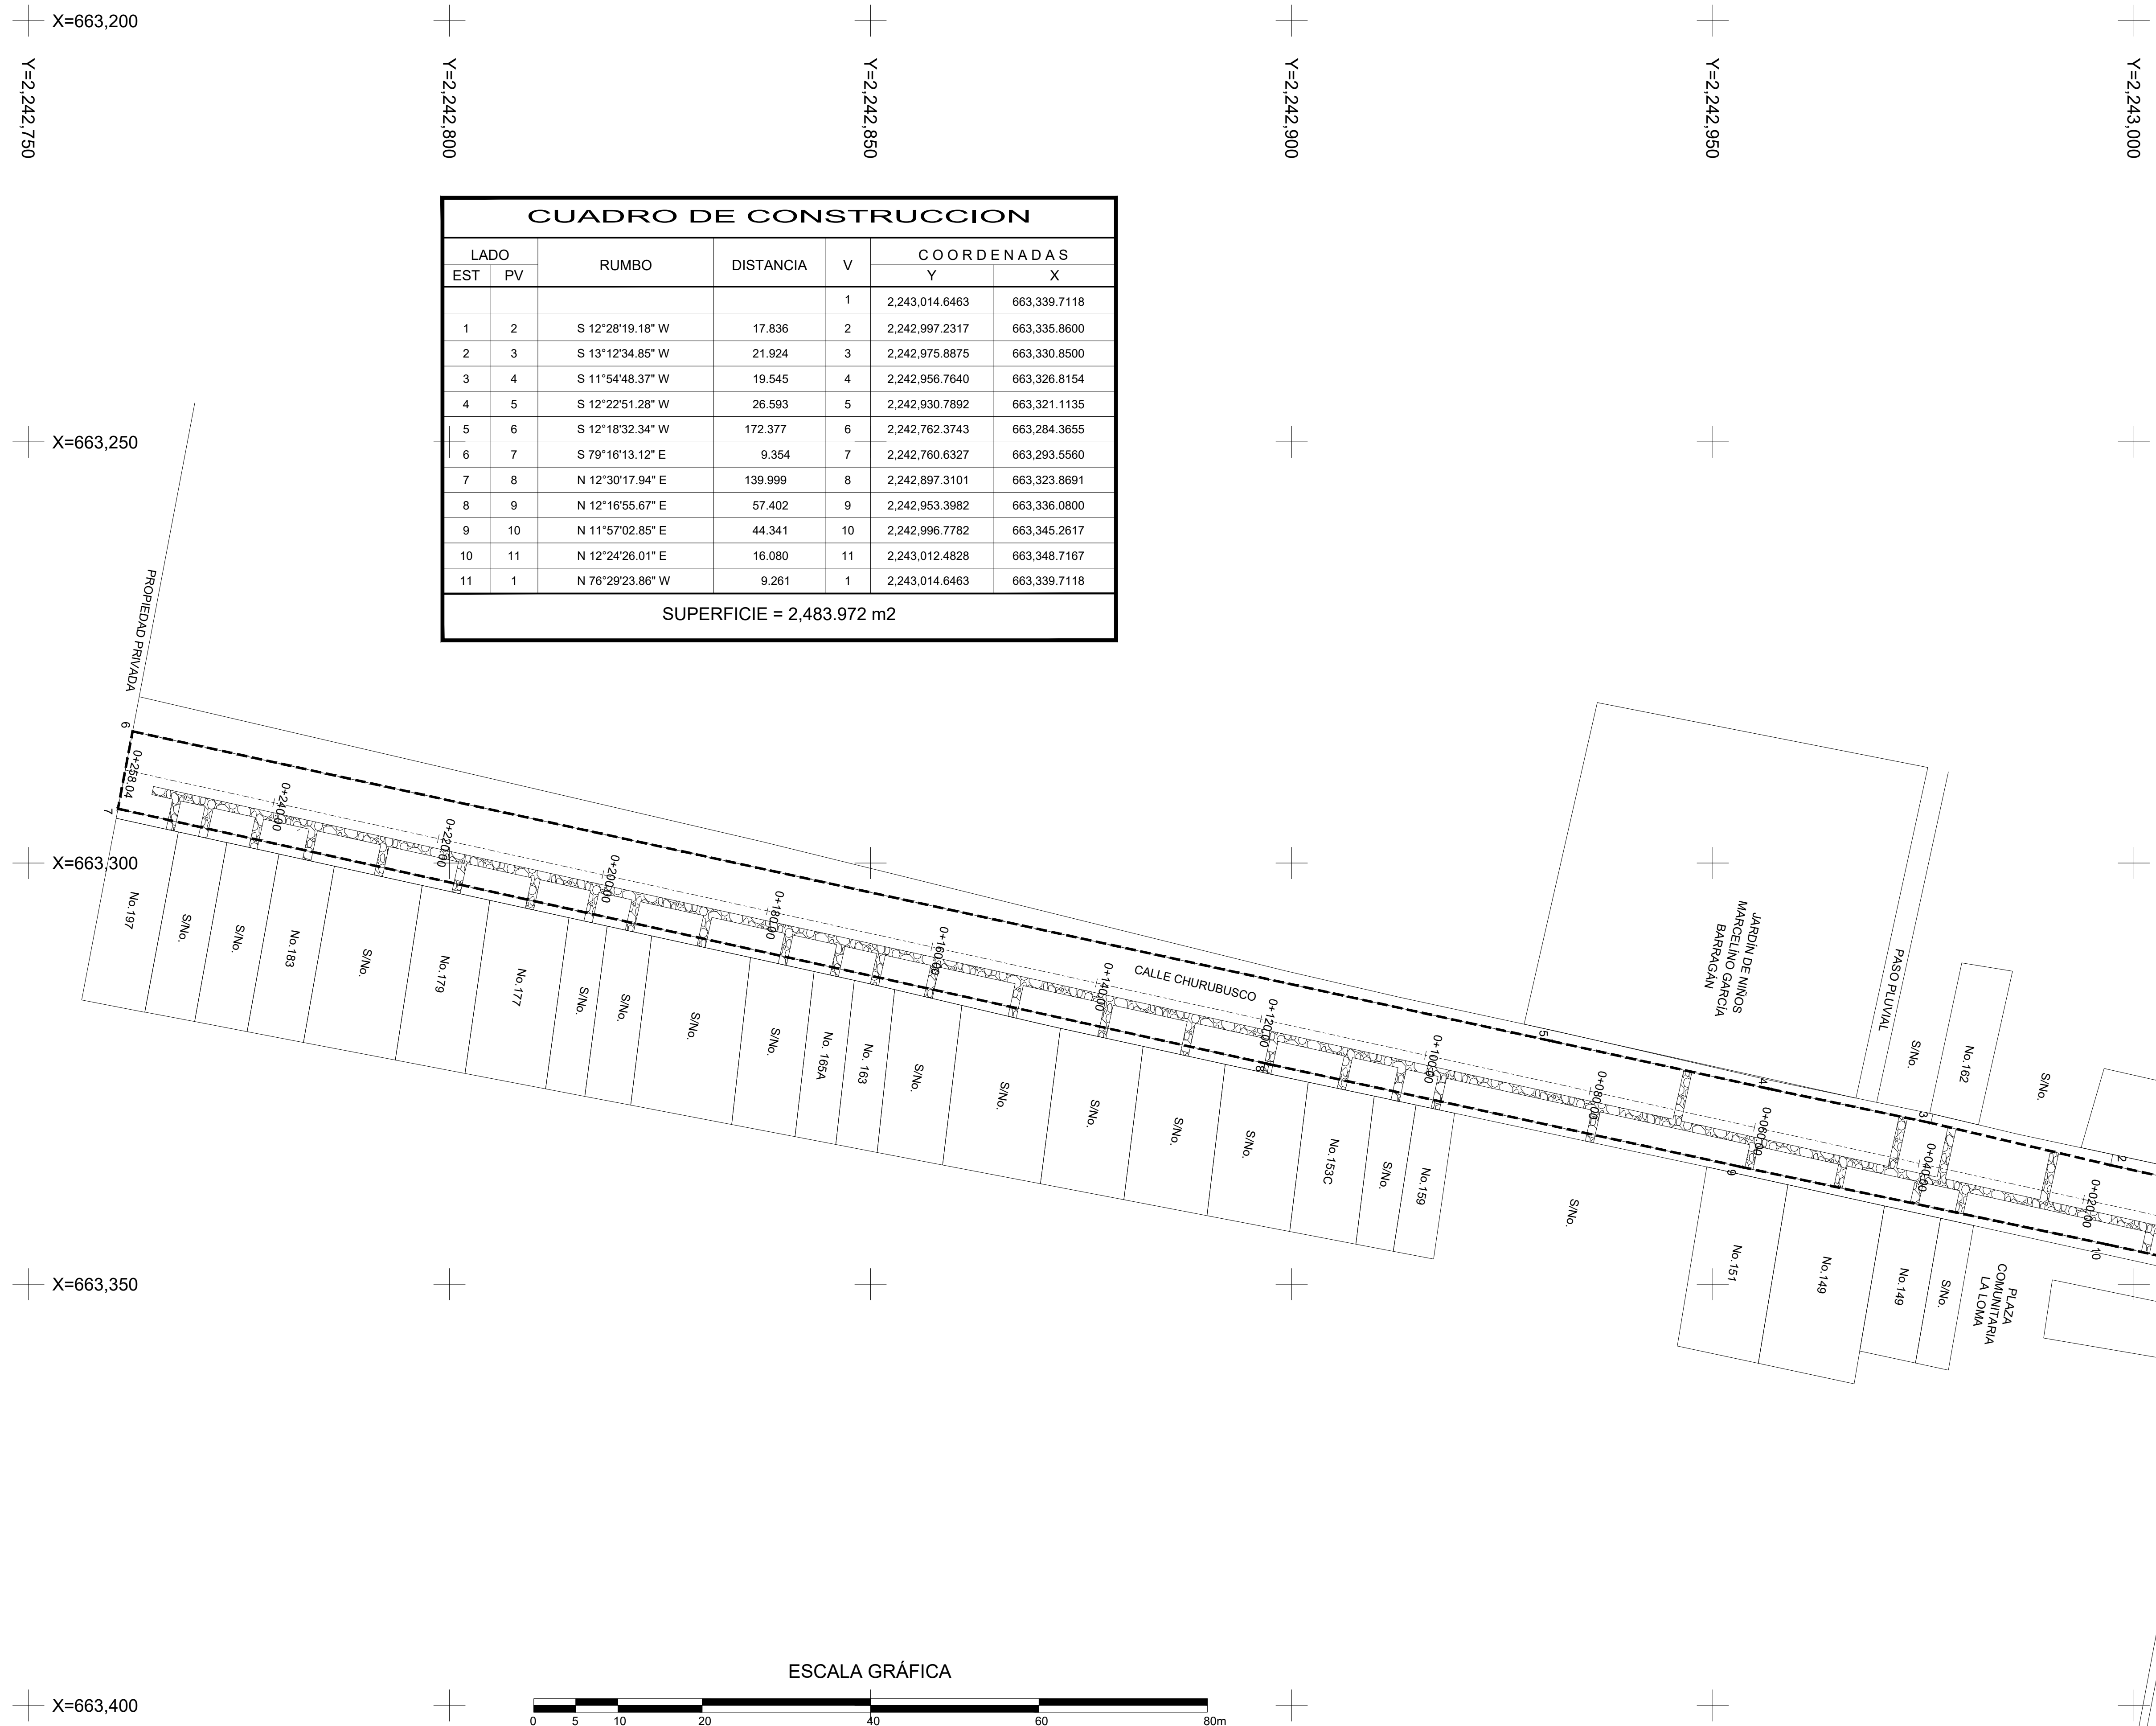 X=663,200
Y=2,242,750
Y=2,242,800
Y=2,242,850
Y=2,242,900
Y=2,242,950
Y=2,243,000
CUADRO DE CONSTRUCCION
LADO RUMBO DISTANCIA V COORDENADAS
EST PV Y X
1 2,243,014.6463 663,339.7118
1 2 S 12°28'19.18" W 17.836 2 2,242,997.2317 663,335.8600
2 3 S 13°12'34.85" W 21.924 3 2,242,975.8875 663,330.8500
3 4 S 11°54'48.37" W 19.545 4 2,242,956.7640 663,326.8154
4 5 S 12°22'51.28" W 26.593 5 2,242,930.7892 663,321.1135
5 6 S 12°18'32.34" W 172.377 6 2,242,762.3743 663,284.3655
6 7 S 79°16'13.12" E 9.354 7 2,242,760.6327 663,293.5560
7 8 N 12°30'17.94" E 139.999 8 2,242,897.3101 663,323.8691
8 9 N 12°16'55.67" E 57.402 9 2,242,953.3982 663,336.0800
9 10 N 11°57'02.85" E 44.341 10 2,242,996.7782 663,345.2617
10 11 N 12°24'26.01" E 16.080 11 2,243,012.4828 663,348.7167
11 1 N 76°29'23.86" W 9.261 1 2,243,014.6463 663,339.7118
SUPERFICIE = 2,483.972 m2
X=663,250
PROPIEDAD PRIVADA
6
7
0+258.04
0+240.00
0+220.00
0+200.00
0+180.00
0+160.00
0+140.00
0+120.00
0+100.00
0+080.00
0+060.00
0+040.00
0+020.00
CALLE CHURUBUSCO
8
5
4
3
2
9
10
X=663,300
JARDÍN DE NIÑOS
MARCELINO GARCÍA
BARRAGÁN
PASO PLUVIAL
S/No.
No.162
S/No.
No.197
S/No.
S/No.
No.183
S/No.
No.179
No.177
S/No.
S/No.
S/No.
S/No.
No. 165A
No. 163
S/No.
S/No.
S/No.
S/No.
S/No.
No.153C
S/No.
No.159
S/No.
No.151
No.149
No.149
S/No.
PLAZA
COMUNITARIA
LA LOMA
X=663,350
X=663,400
ESCALA GRÁFICA
0 5 10 20 40 60 80m